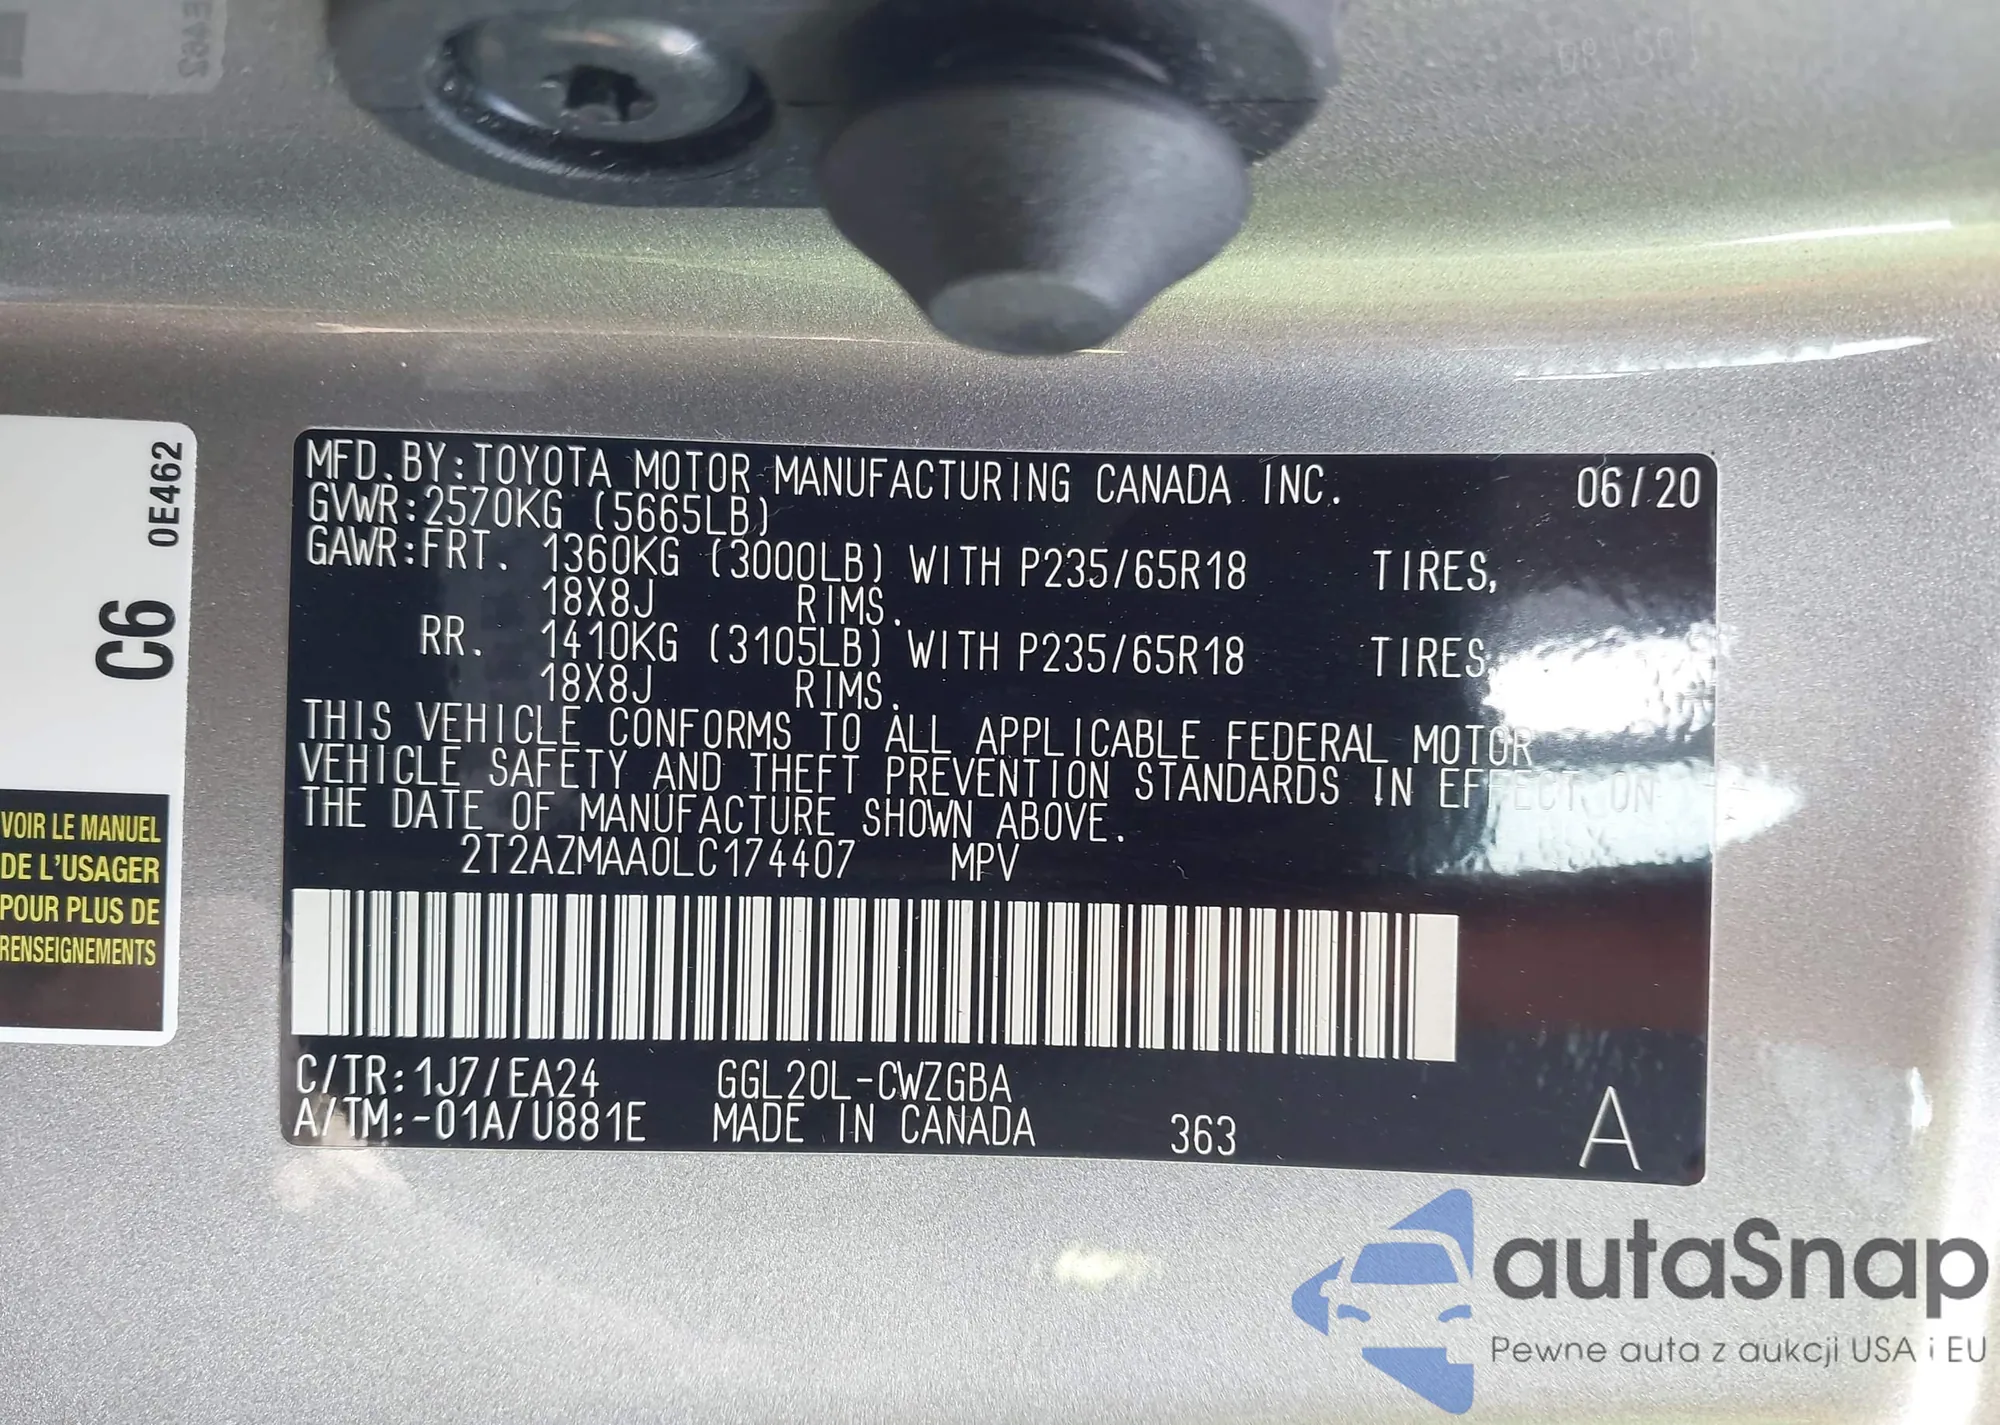 0E462
C6
VOIR LE MANUEL
DE L'USAGER
POUR PLUS DE
RENSEIGNEMENTS
MFD.BY:TOYOTA MOTOR MANUFACTURING CANADA INC. 06/20
GVWR:2570KG (5665LB)
GAWR:FRT. 1360KG (3000LB) WITH P235/65R18 TIRES,
18X8J RIMS.
RR. 1410KG (3105LB) WITH P235/65R18 TIRES,
18X8J RIMS.
THIS VEHICLE CONFORMS TO ALL APPLICABLE FEDERAL MOTOR
VEHICLE SAFETY AND THEFT PREVENTION STANDARDS IN EFFECT ON
THE DATE OF MANUFACTURE SHOWN ABOVE.
2T2AZMAA0LC174407 MPV
C/TR:1J7/EA24 GGL20L-CWZGBA
A/TM:-01A/U881E MADE IN CANADA 363 A
autaSnap
Pewne auta z aukcji USA i EU